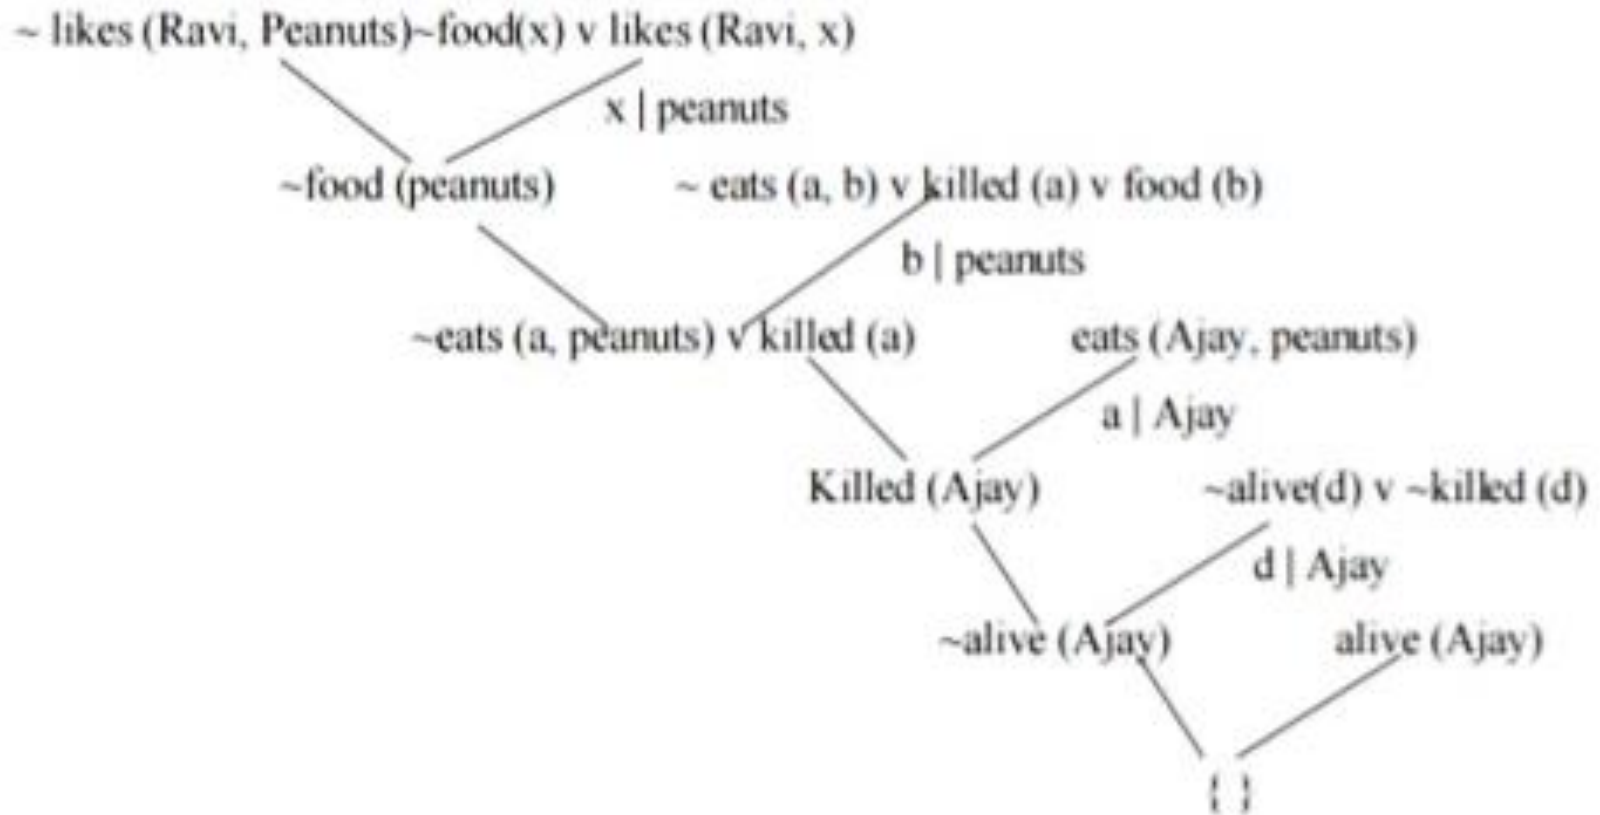 ~ likes (Ravi, Peanuts)~food(x) v likes (Ravi, x)
x | peanuts
~food (peanuts) ~ eats (a, b) v killed (a) v food (b)
b | peanuts
~eats (a, peanuts) v killed (a) eats (Ajay, peanuts)
a | Ajay
Killed (Ajay) ~alive(d) v ~killed (d)
d | Ajay
~alive (Ajay) alive (Ajay)
{ }